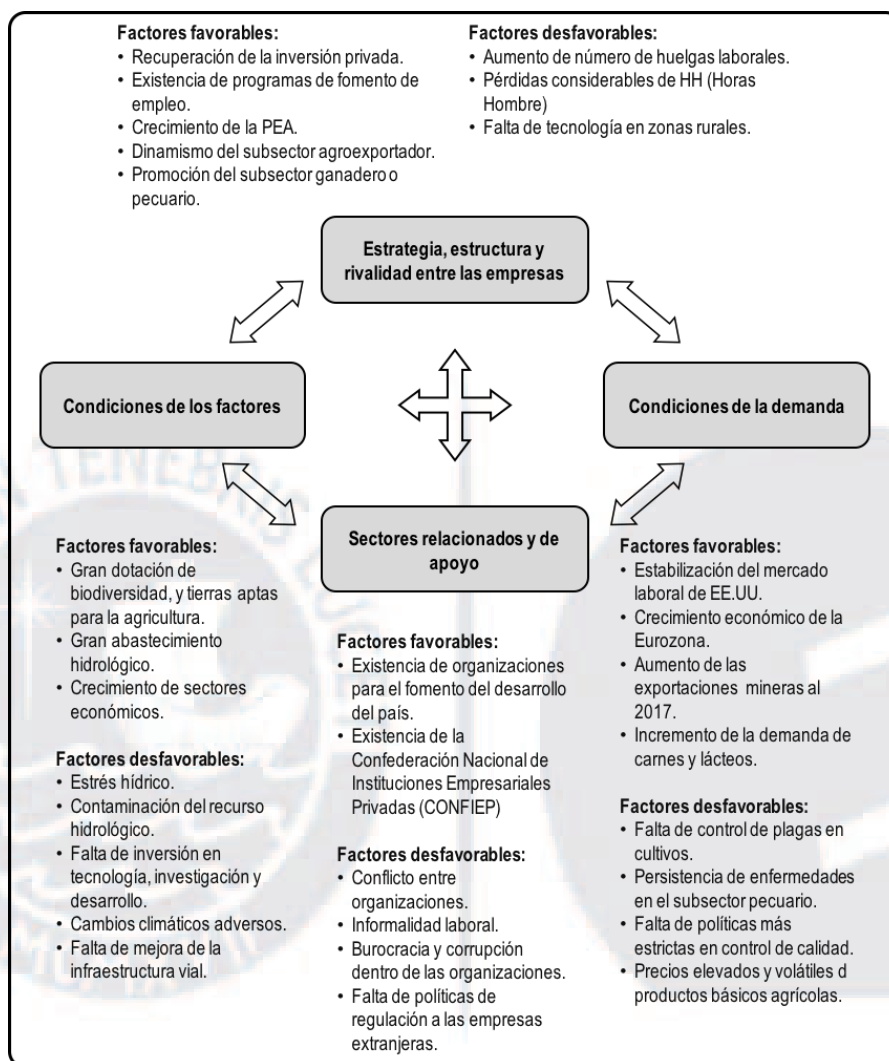 Factores favorables:
• Recuperación de la inversión privada.
• Existencia de programas de fomento de
empleo.
• Crecimiento de la PEA.
• Dinamismo del subsector agroexportador.
• Promoción del subsector ganadero o
pecuario.
Factores desfavorables:
• Aumento de número de huelgas laborales.
• Pérdidas considerables de HH (Horas
Hombre)
• Falta de tecnología en zonas rurales.
Estrategia, estructura y
rivalidad entre las empresas
Condiciones de los factores
Condiciones de la demanda
Sectores relacionados y de
apoyo
Factores favorables:
• Gran dotación de
biodiversidad, y tierras aptas
para la agricultura.
• Gran abastecimiento
hidrológico.
• Crecimiento de sectores
económicos.
Factores desfavorables:
• Estrés hídrico.
• Contaminación del recurso
hidrológico.
• Falta de inversión en
tecnología, investigación y
desarrollo.
• Cambios climáticos adversos.
• Falta de mejora de la
infraestructura vial.
Factores favorables:
• Existencia de organizaciones
para el fomento del desarrollo
del país.
• Existencia de la
Confederación Nacional de
Instituciones Empresariales
Privadas (CONFIEP)
Factores desfavorables:
• Conflicto entre
organizaciones.
• Informalidad laboral.
• Burocracia y corrupción
dentro de las organizaciones.
• Falta de políticas de
regulación a las empresas
extranjeras.
Factores favorables:
• Estabilización del mercado
laboral de EE.UU.
• Crecimiento económico de la
Eurozona.
• Aumento de las
exportaciones mineras al
2017.
• Incremento de la demanda de
carnes y lácteos.
Factores desfavorables:
• Falta de control de plagas en
cultivos.
• Persistencia de enfermedades
en el subsector pecuario.
• Falta de políticas más
estrictas en control de calidad.
• Precios elevados y volátiles d
productos básicos agrícolas.